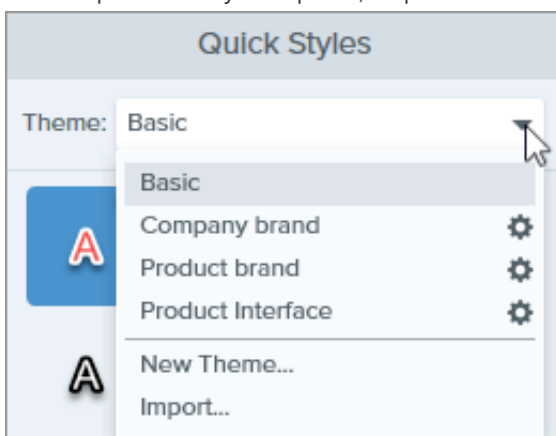 Quick Styles
Theme: Basic
Basic
Company brand
Product brand
Product Interface
New Theme...
Import...
A
A